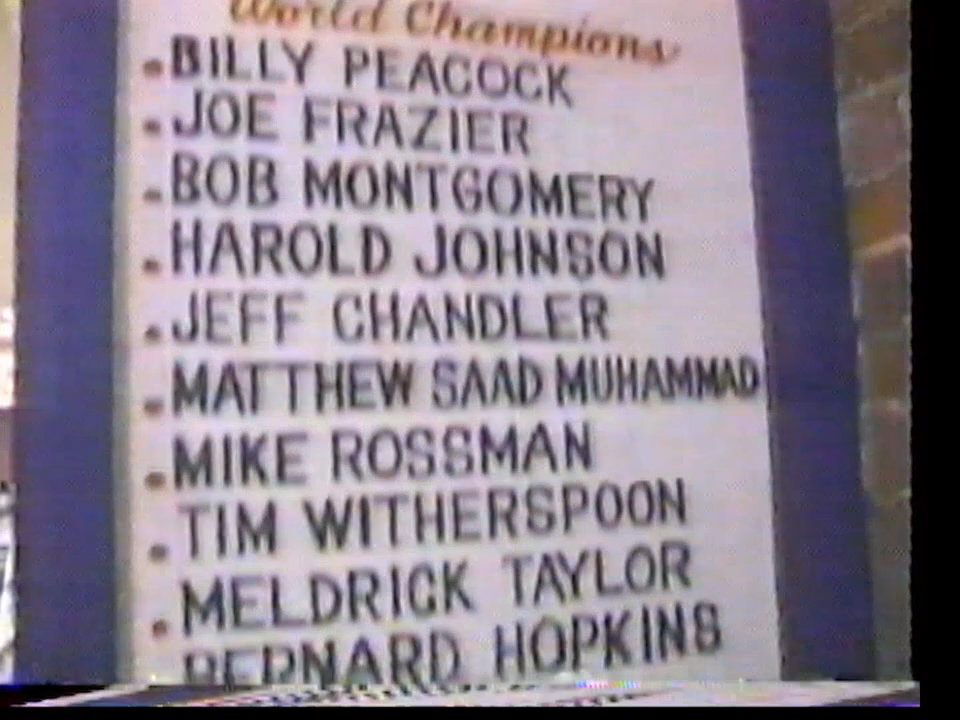 World Champions
BILLY PEACOCK
JOE FRAZIER
BOB MONTGOMERY
HAROLD JOHNSON
JEFF CHANDLER
MATTHEW SAAD MUHAMMAD
MIKE ROSSMAN
TIM WITHERSPOON
MELDRICK TAYLOR
BERNARD HOPKINS